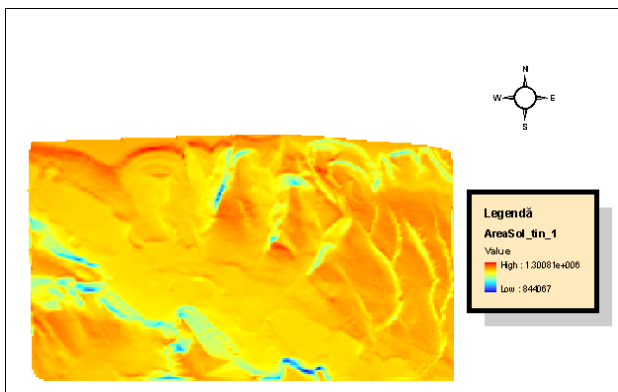 N
W E
S
Legendă
AreaSol_tin_1
Value
High : 1.30081e+006
Low : 844067